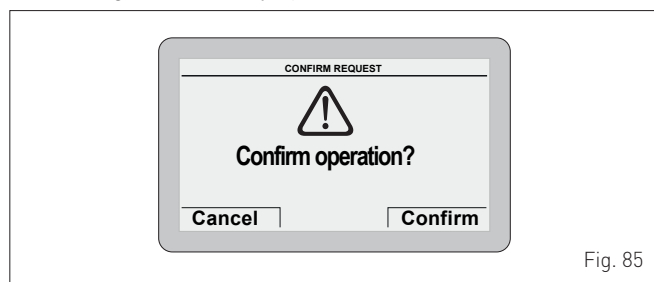 CONFIRM REQUEST
Confirm operation?
Cancel
Confirm
Fig. 85